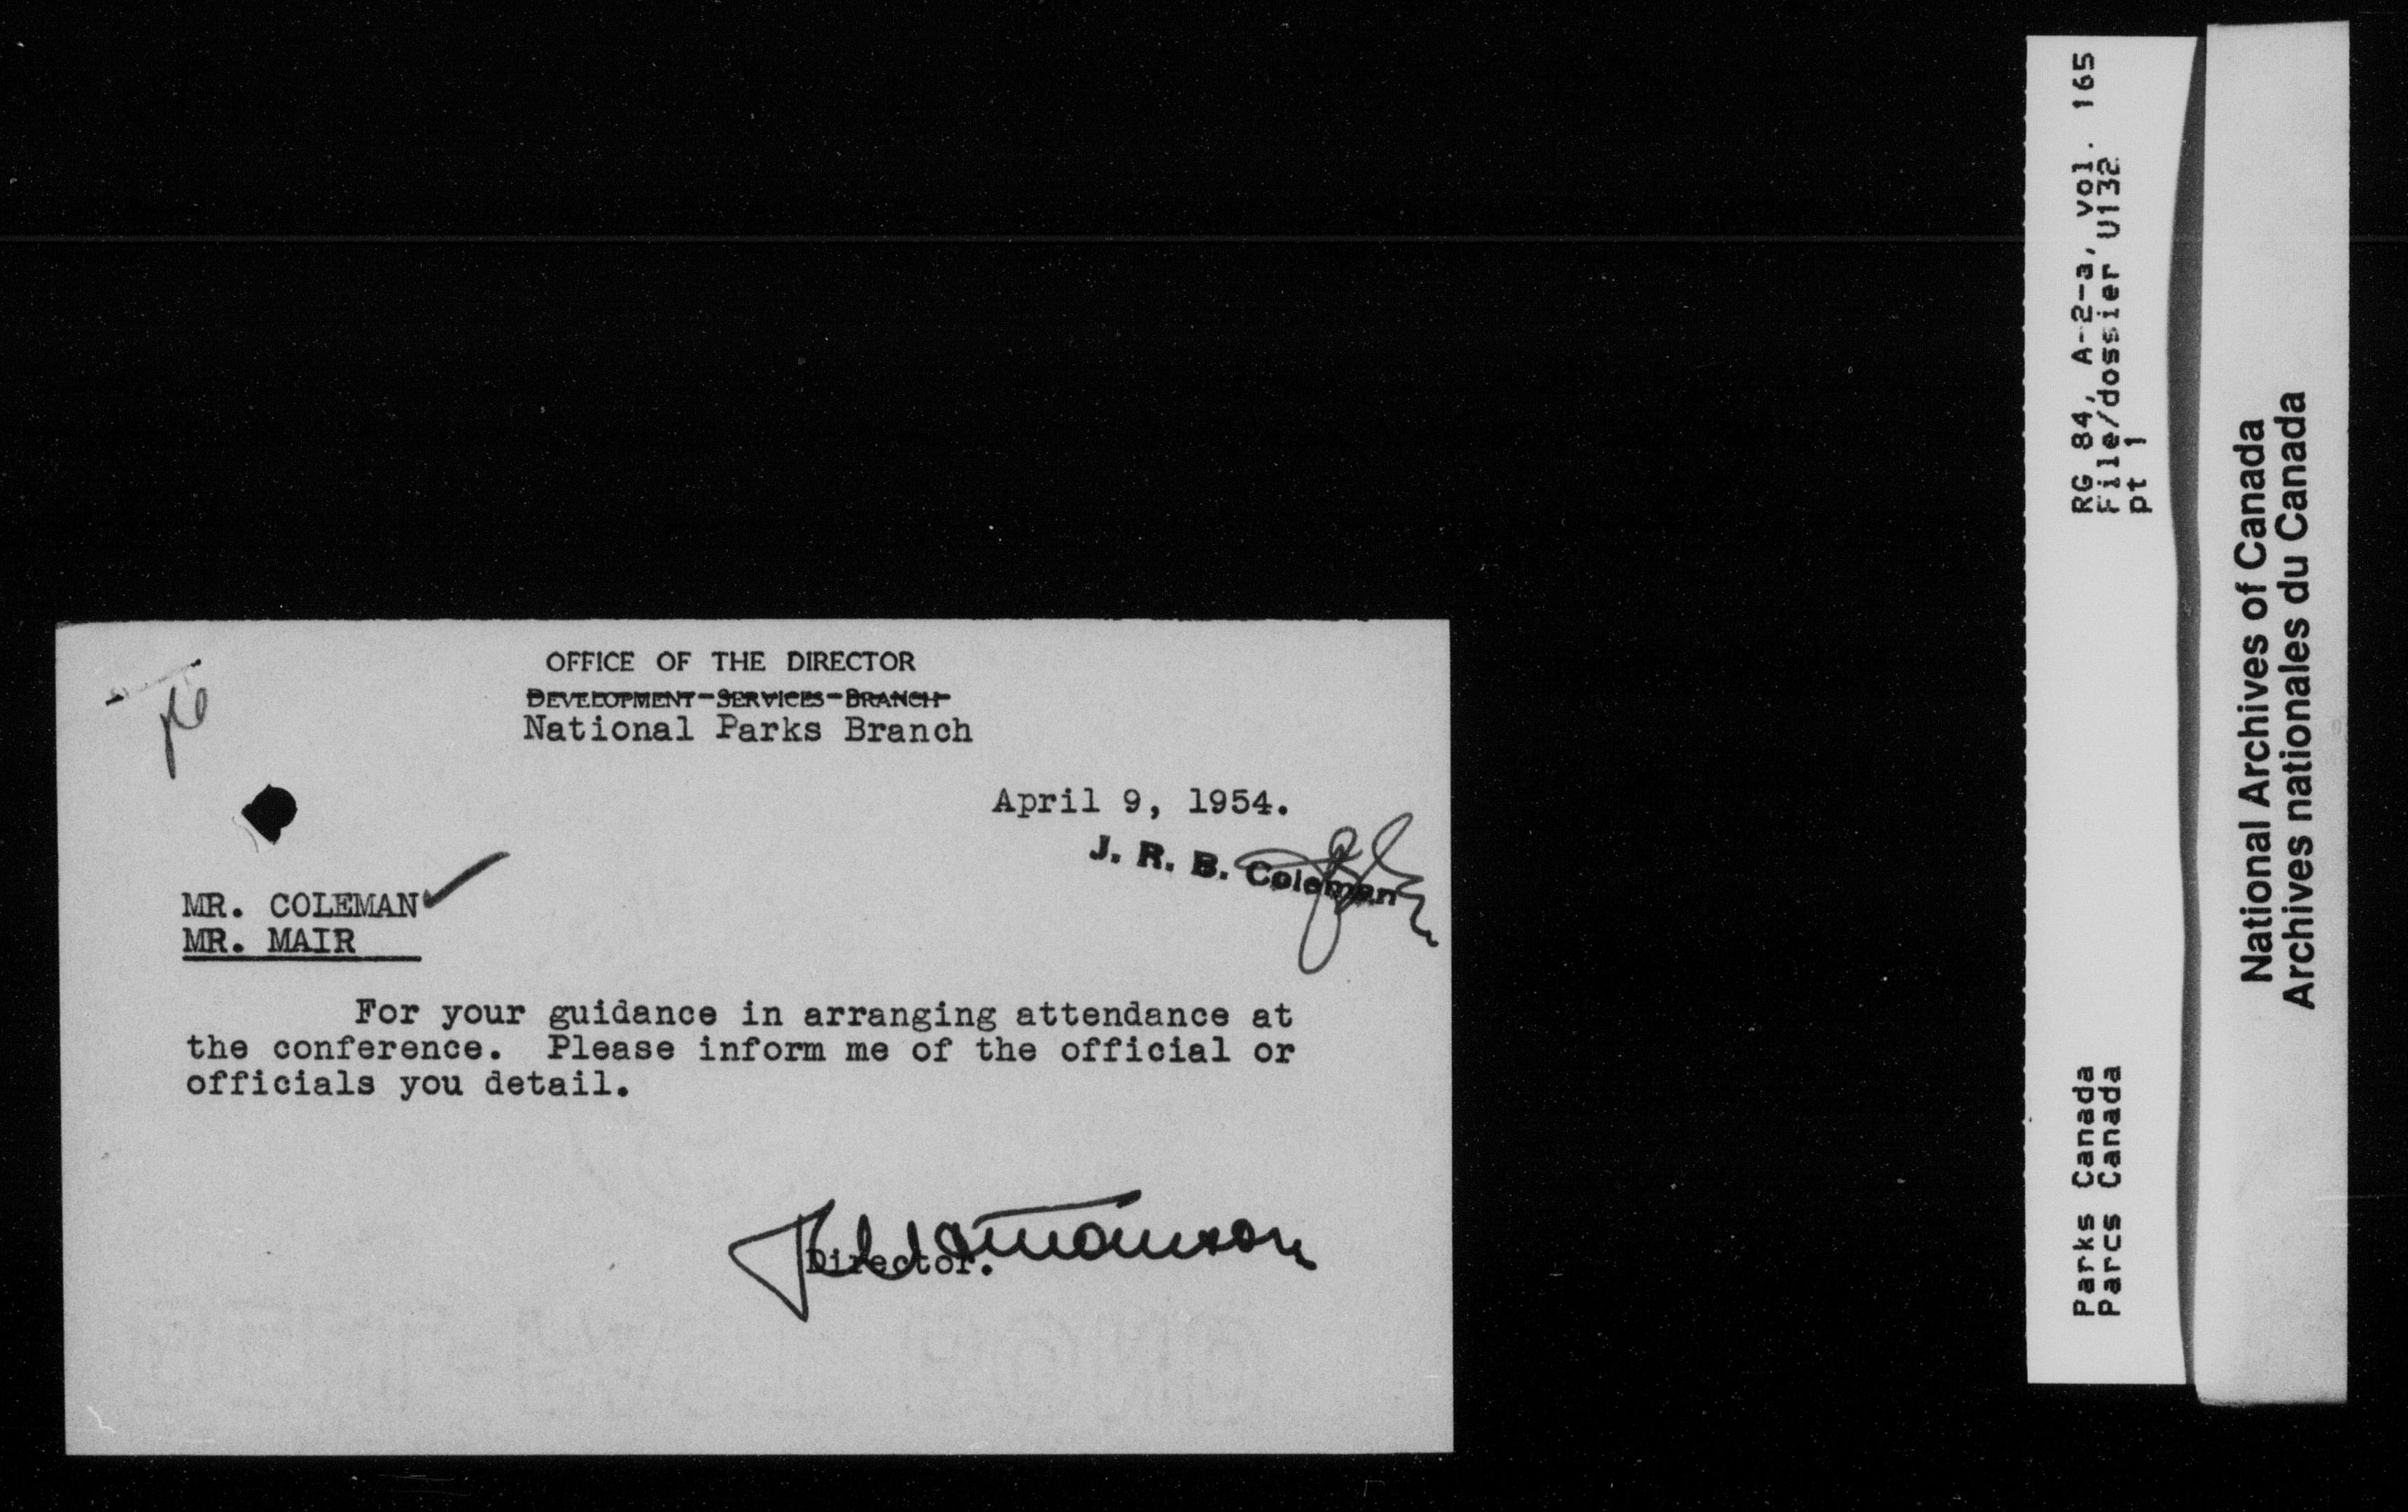 OFFICE OF THE DIRECTOR
DEVELOPMENT-SERVICES-BRANCH
National Parks Branch
April 9, 1954.
J. R. B. Coleman
MR. COLEMAN
MR. MAIR
For your guidance in arranging attendance at
the conference. Please inform me of the official or
officials you detail.
Director.
RG 84, A-2-a, vol. 165
File/dossier U132
pt 1
Parks Canada
Parcs Canada
National Archives of Canada
Archives nationales du Canada